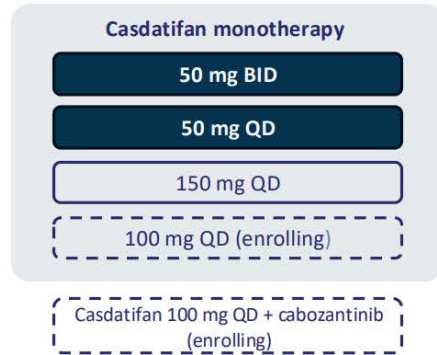 Casdatifan monotherapy
50 mg BID
50 mg QD
150 mg QD
100 mg QD (enrolling)
Casdatifan 100 mg QD + cabozantinib
(enrolling)